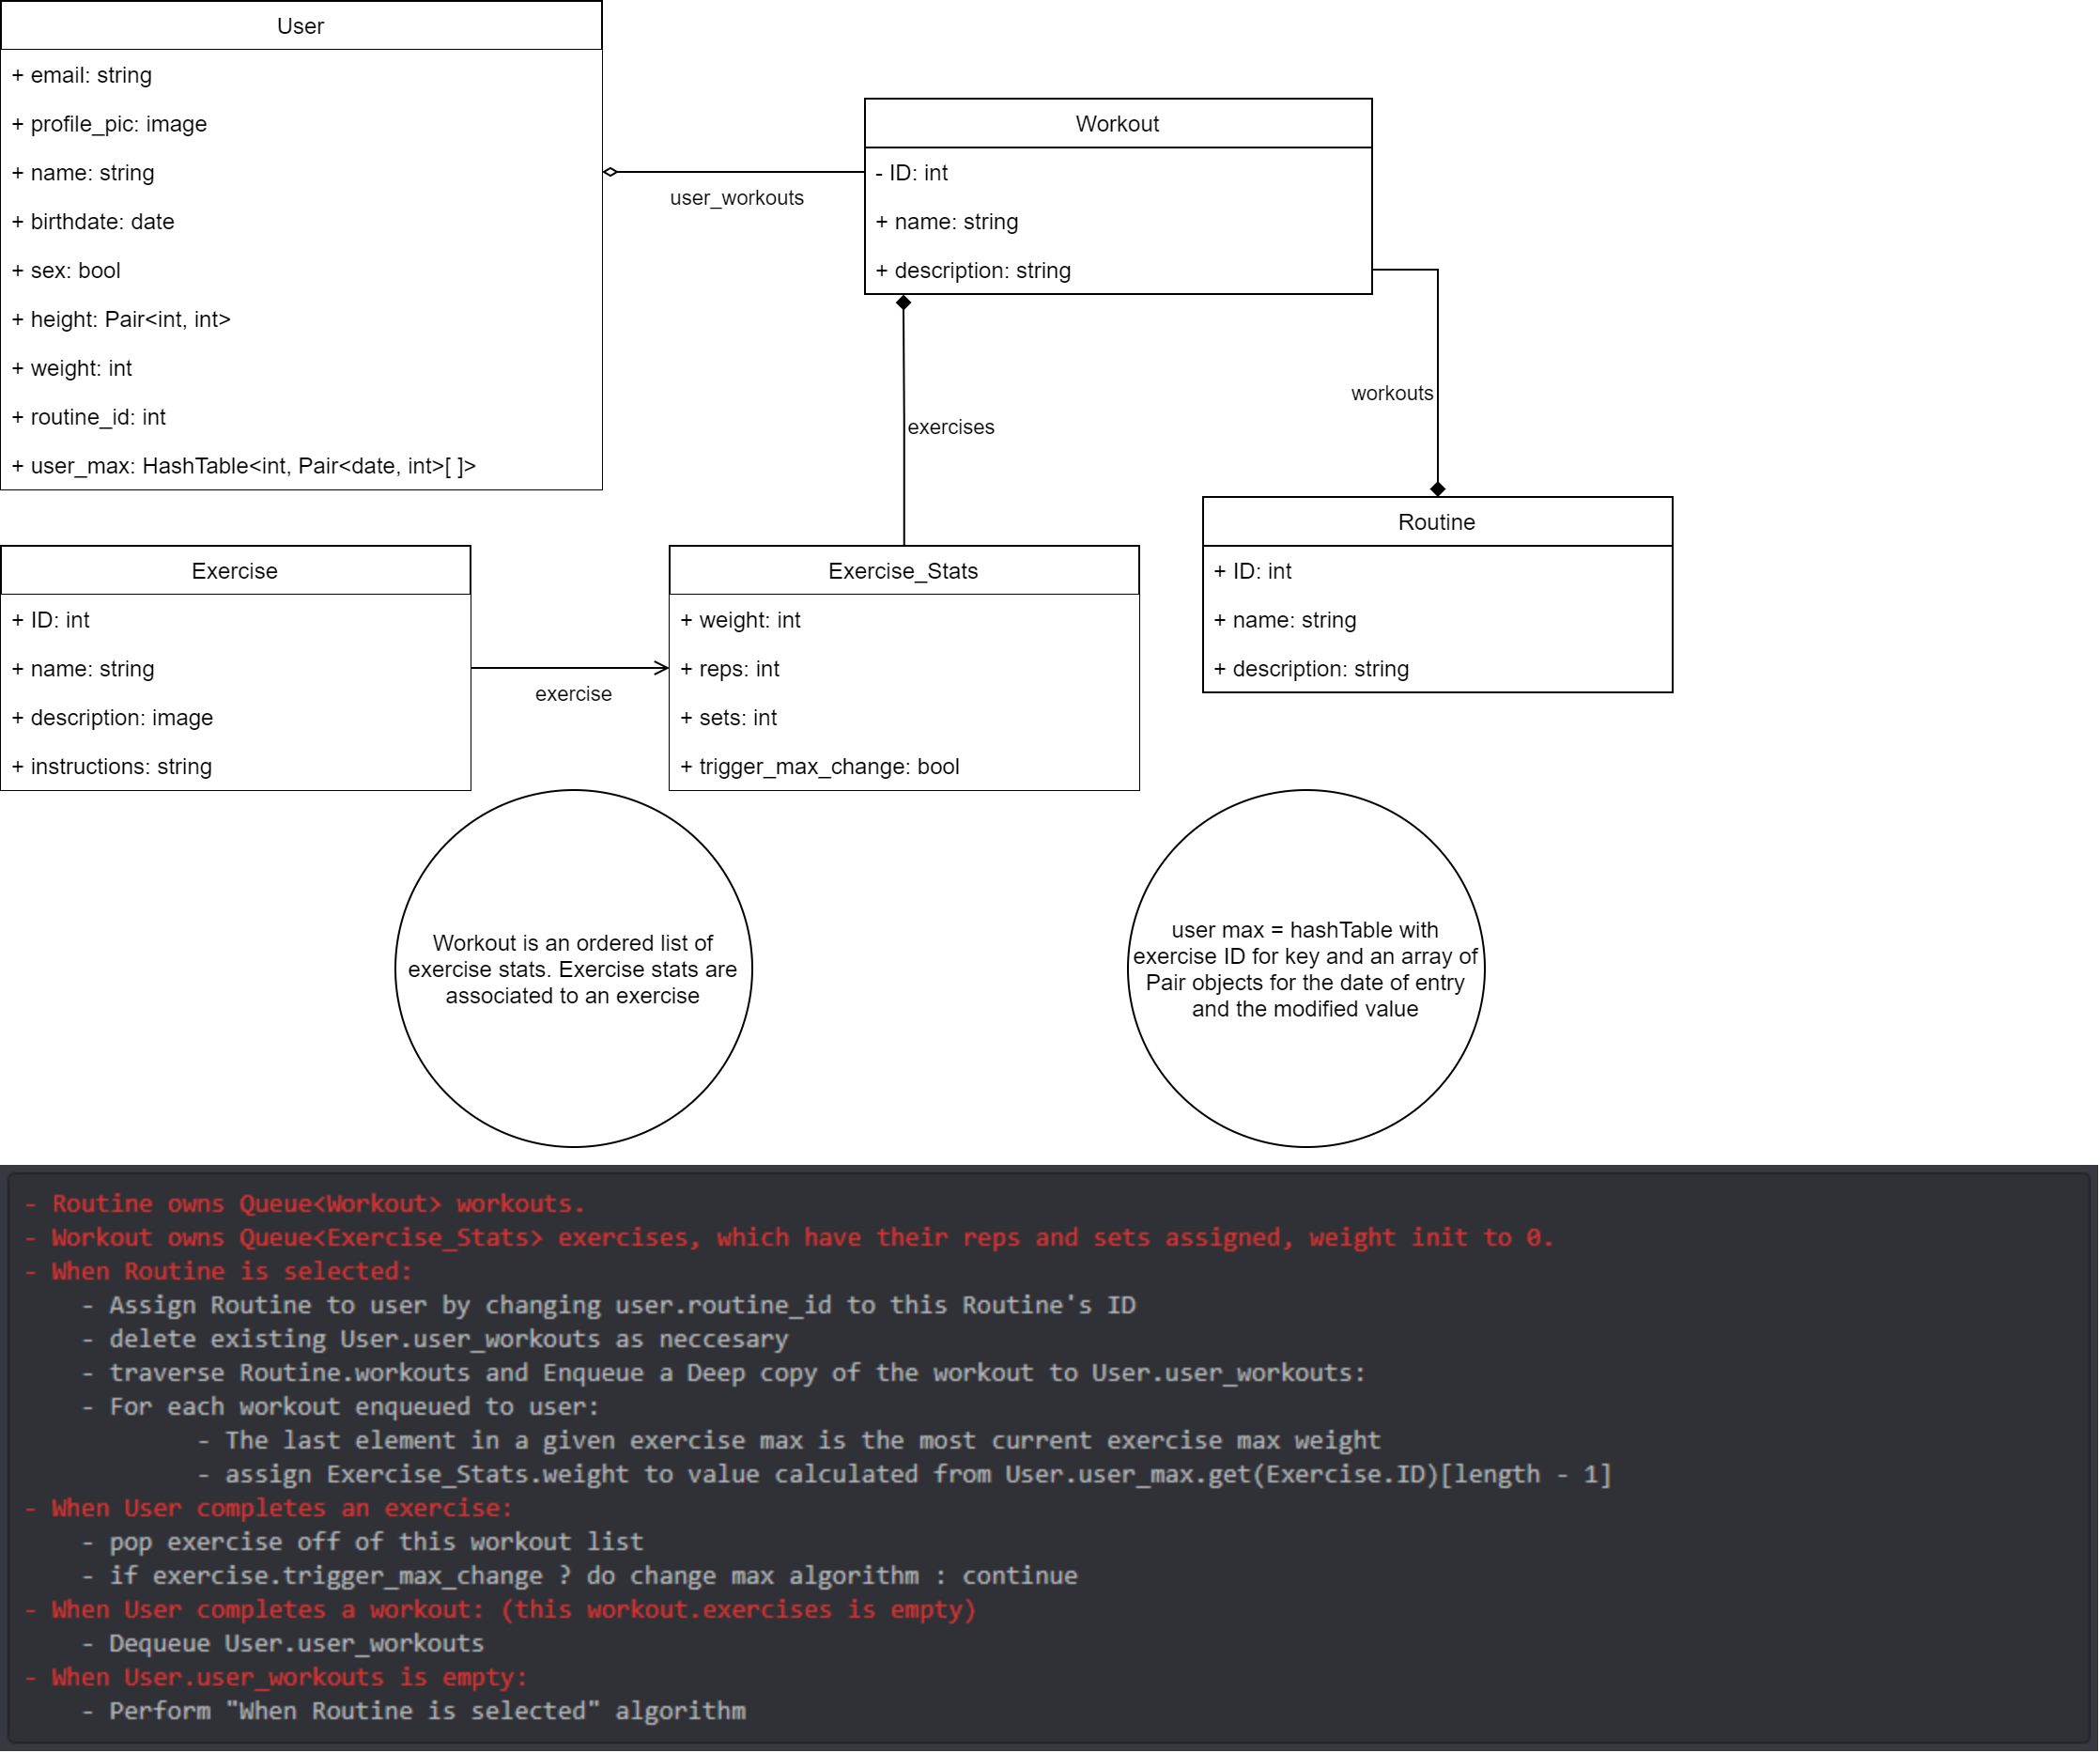 User
+ email: string
+ profile_pic: image
+ name: string
+ birthdate: date
+ sex: bool
+ height: Pair<int, int>
+ weight: int
+ routine_id: int
+ user_max: HashTable<int, Pair<date, int>[ ]>
user_workouts
Workout
- ID: int
+ name: string
+ description: string
exercises
workouts
Exercise
+ ID: int
+ name: string
+ description: image
+ instructions: string
exercise
Exercise_Stats
+ weight: int
+ reps: int
+ sets: int
+ trigger_max_change: bool
Routine
+ ID: int
+ name: string
+ description: string
Workout is an ordered list of
exercise stats. Exercise stats are
associated to an exercise
user max = hashTable with
exercise ID for key and an array of
Pair objects for the date of entry
and the modified value
- Routine owns Queue<Workout> workouts.
- Workout owns Queue<Exercise_Stats> exercises, which have their reps and sets assigned, weight init to 0.
- When Routine is selected:
- Assign Routine to user by changing user.routine_id to this Routine's ID
- delete existing User.user_workouts as neccesary
- traverse Routine.workouts and Enqueue a Deep copy of the workout to User.user_workouts:
- For each workout enqueued to user:
- The last element in a given exercise max is the most current exercise max weight
- assign Exercise_Stats.weight to value calculated from User.user_max.get(Exercise.ID)[length - 1]
- When User completes an exercise:
- pop exercise off of this workout list
- if exercise.trigger_max_change ? do change max algorithm : continue
- When User completes a workout: (this workout.exercises is empty)
- Dequeue User.user_workouts
- When User.user_workouts is empty:
- Perform "When Routine is selected" algorithm